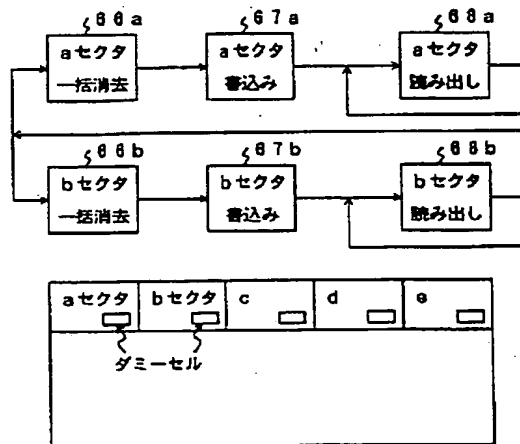 66a
67a
68a
aセクタ
一括消去
aセクタ
書込み
aセクタ
読み出し
66b
67b
68b
bセクタ
一括消去
bセクタ
書込み
bセクタ
読み出し
aセクタ
bセクタ
c
d
e
ダミーセル